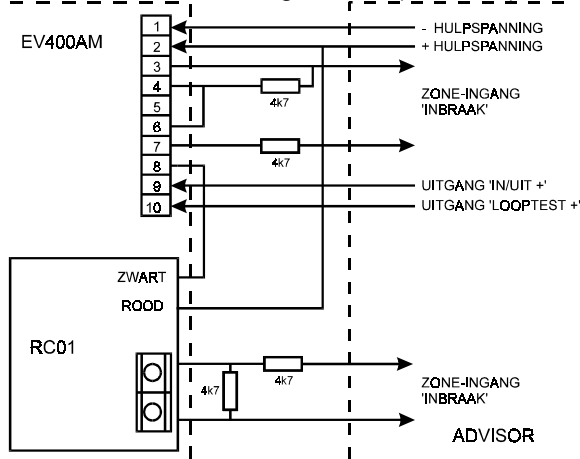 EV400AM
1
2
3
4
5
6
7
8
9
10
- HULPSPANNING
+ HULPSPANNING
4k7
ZONE-INGANG
'INBRAAK'
4k7
UITGANG 'IN/UIT +'
UITGANG 'LOOPTEST +'
ZWART
ROOD
RC01
4k7
4k7
ZONE-INGANG
'INBRAAK'
ADVISOR